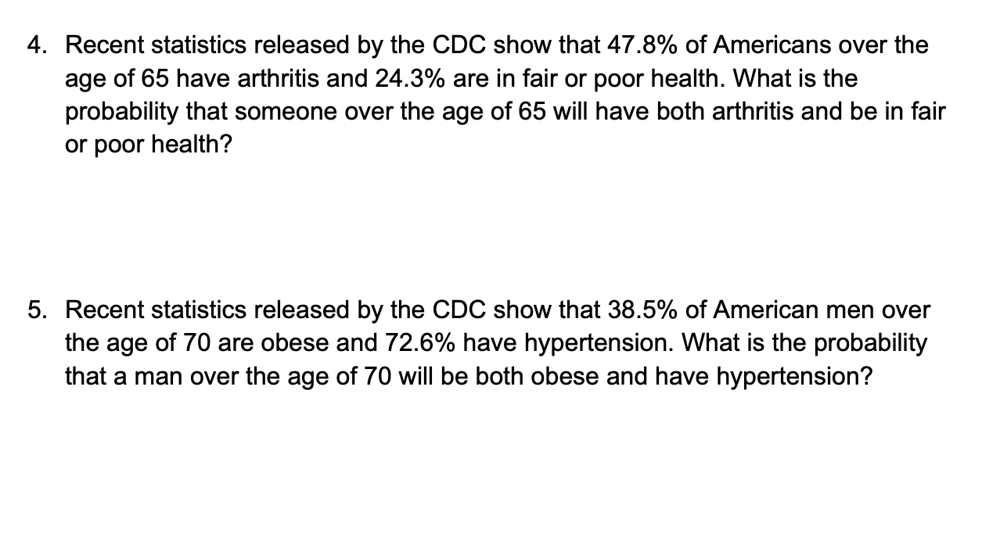 4. Recent statistics released by the CDC show that 47.8% of Americans over the
age of 65 have arthritis and 24.3% are in fair or poor health. What is the
probability that someone over the age of 65 will have both arthritis and be in fair
or poor health?
5. Recent statistics released by the CDC show that 38.5% of American men over
the age of 70 are obese and 72.6% have hypertension. What is the probability
that a man over the age of 70 will be both obese and have hypertension?